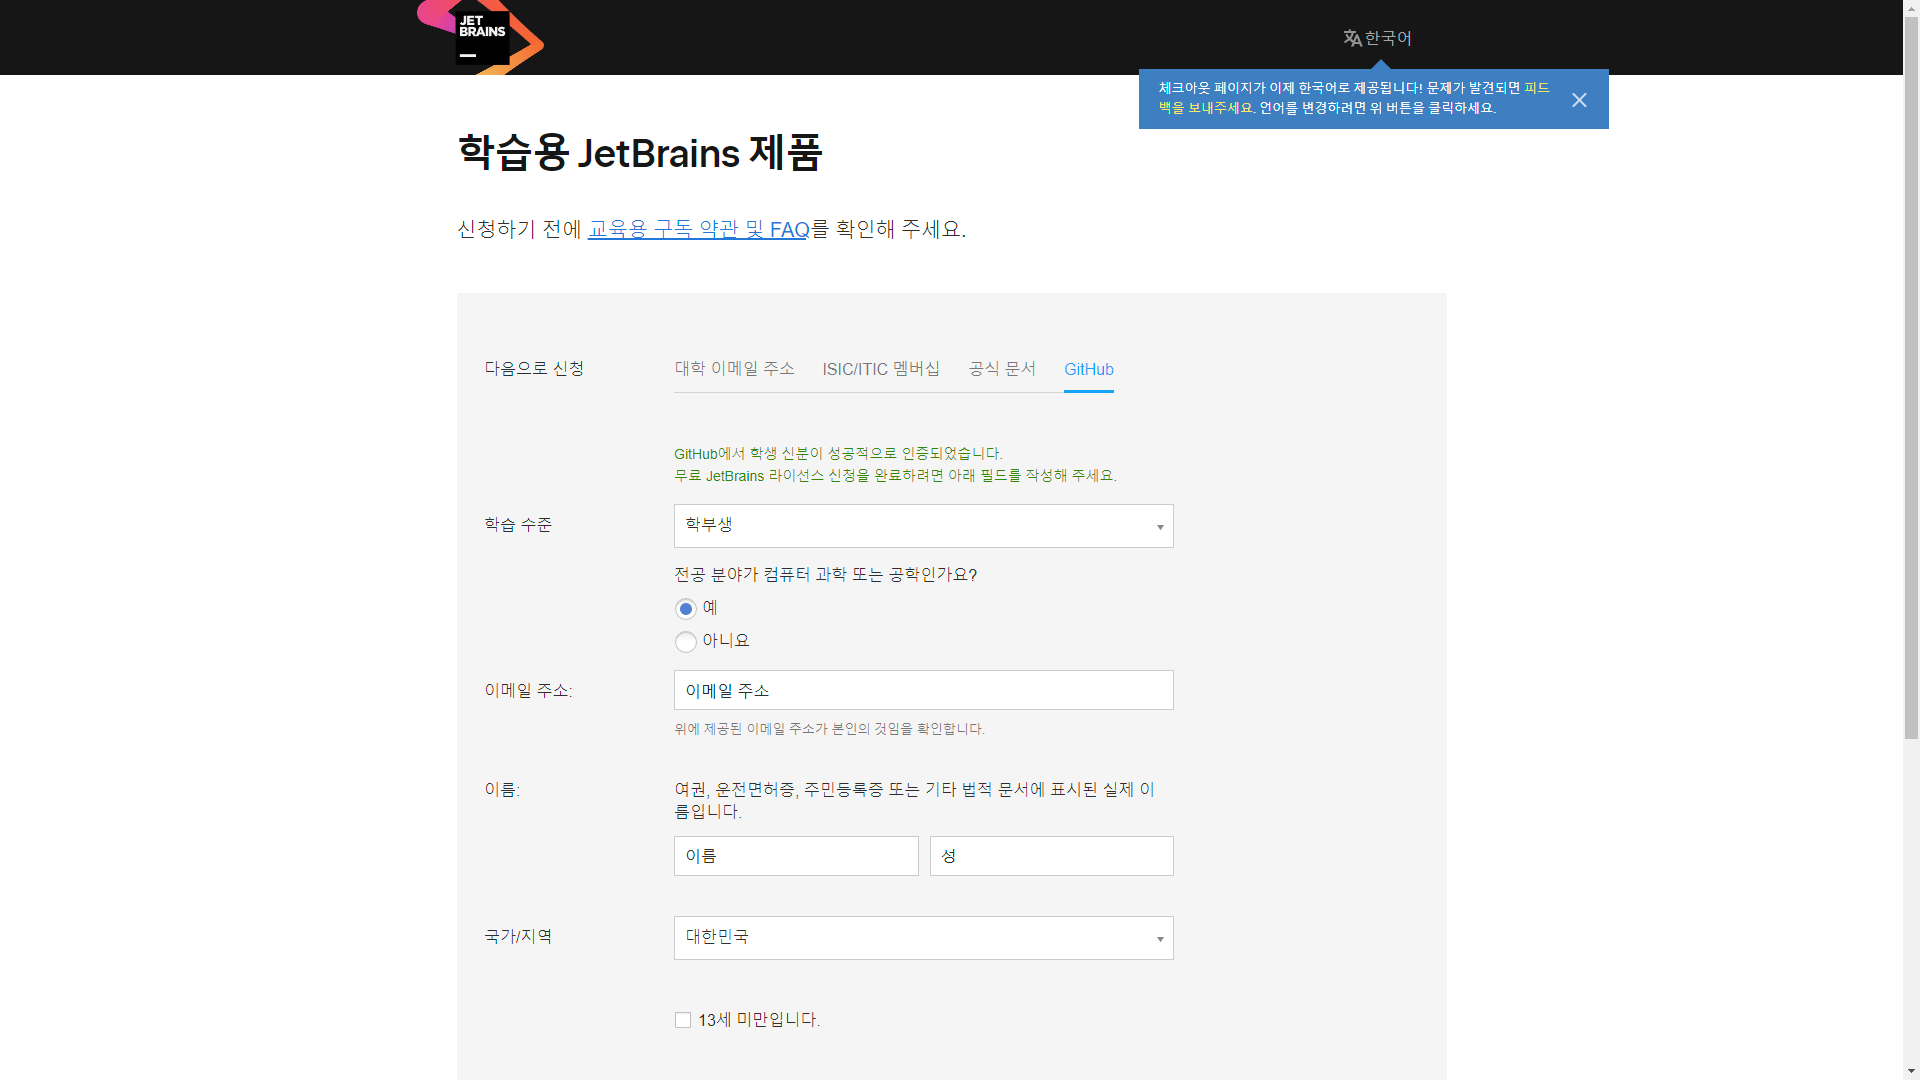 JET
BRAINS
한국어
체크아웃 페이지가 이제 한국어로 제공됩니다! 문제가 발견되면 피드
백을 보내주세요. 언어를 변경하려면 위 버튼을 클릭하세요.
학습용 JetBrains 제품
신청하기 전에 교육용 구독 약관 및 FAQ를 확인해 주세요.
다음으로 신청
대학 이메일 주소 ISIC/ITIC 멤버십 공식 문서 GitHub
GitHub에서 학생 신분이 성공적으로 인증되었습니다.
무료 JetBrains 라이선스 신청을 완료하려면 아래 필드를 작성해 주세요.
학습 수준
학부생
전공 분야가 컴퓨터 과학 또는 공학인가요?
예
아니요
이메일 주소:
이메일 주소
위에 제공된 이메일 주소가 본인의 것임을 확인합니다.
이름:
여권, 운전면허증, 주민등록증 또는 기타 법적 문서에 표시된 실제 이
름입니다.
이름
성
국가/지역
대한민국
13세 미만입니다.